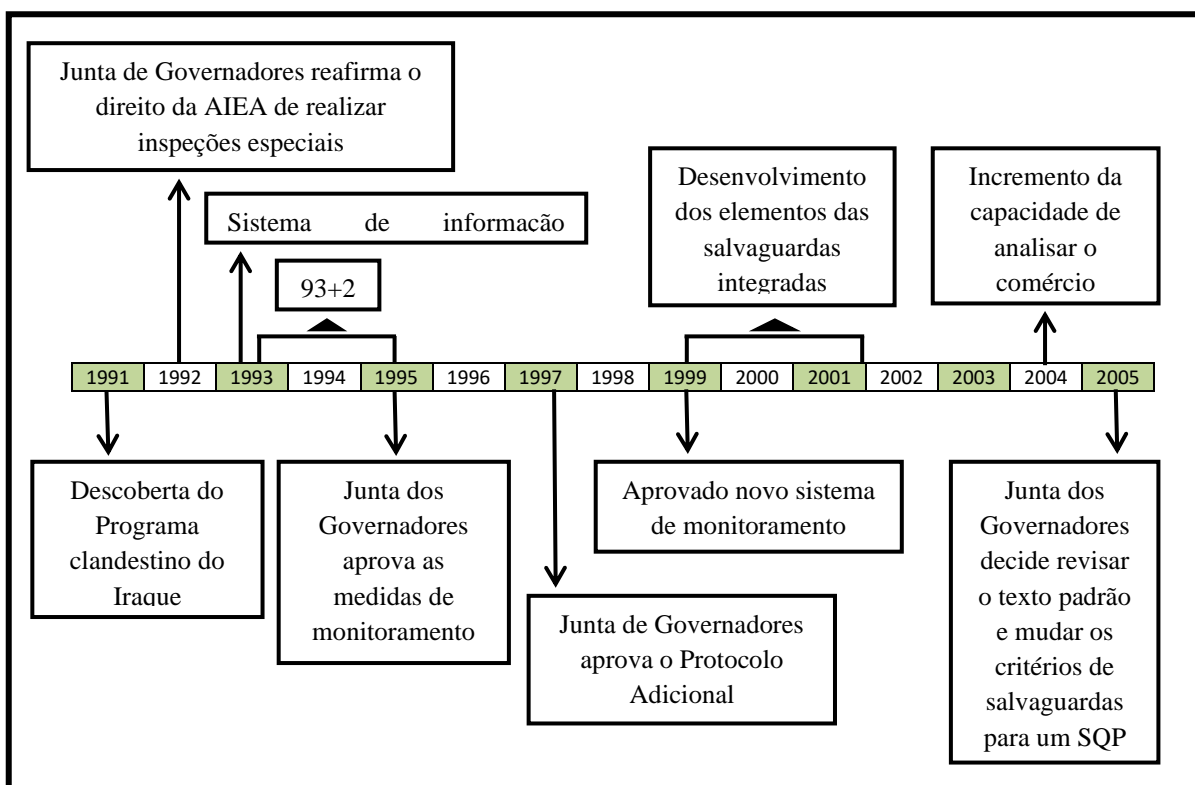 Junta de Governadores reafirma o
direito da AIEA de realizar
inspeções especiais
Sistema de informação
93+2
Desenvolvimento
dos elementos das
salvaguardas
integradas
Incremento da
capacidade de
analisar o
comércio
1991 1992 1993 1994 1995 1996 1997 1998 1999 2000 2001 2002 2003 2004 2005
Descoberta do
Programa
clandestino do
Iraque
Junta dos
Governadores
aprova as
medidas de
monitoramento
Junta de Governadores
aprova o Protocolo
Adicional
Aprovado novo sistema
de monitoramento
Junta dos
Governadores
decide revisar
o texto padrão
e mudar os
critérios de
salvaguardas
para um SQP